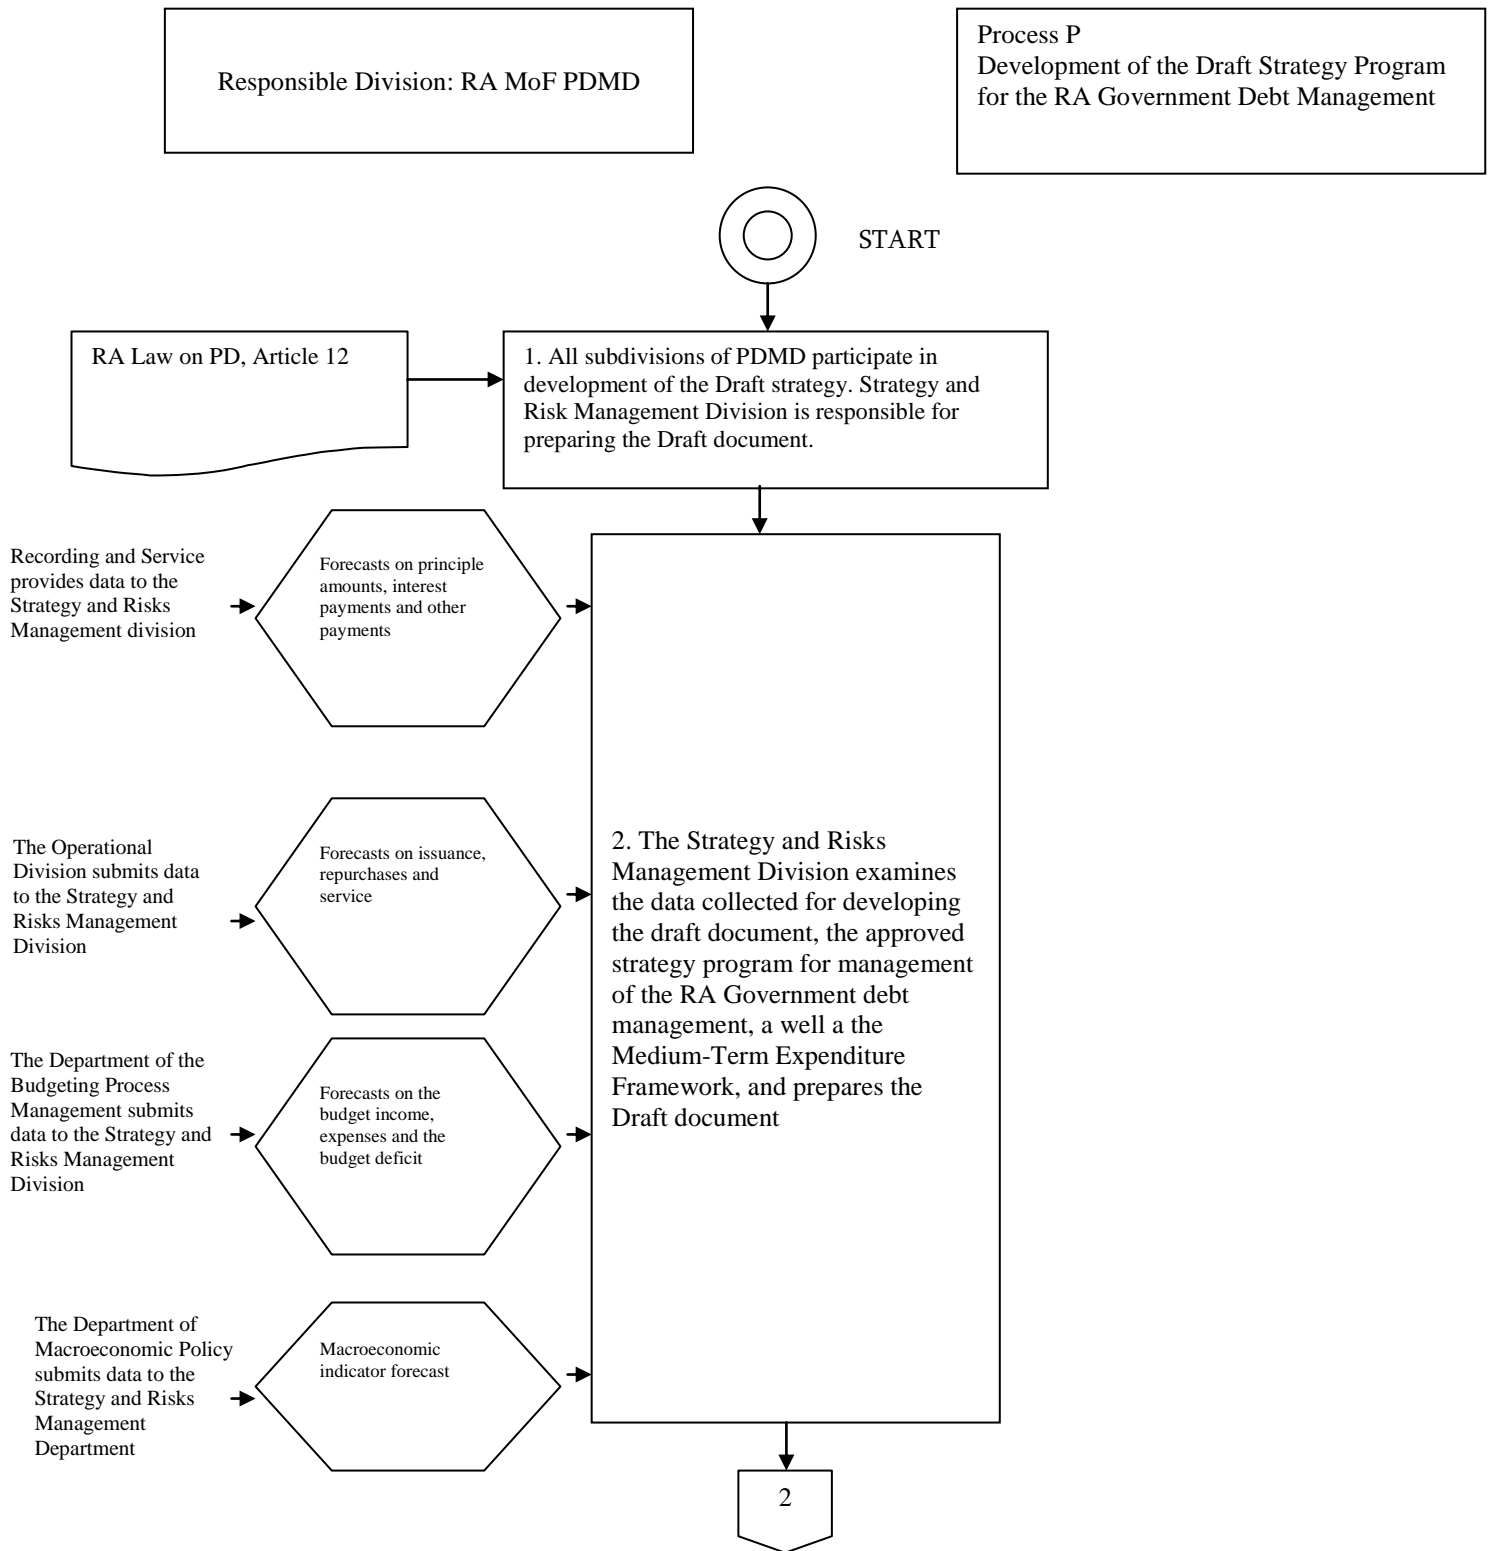 Responsible Division: RA MoF PDMD
Process P
Development of the Draft Strategy Program
for the RA Government Debt Management
START
RA Law on PD, Article 12
1. All subdivisions of PDMD participate in
development of the Draft strategy. Strategy and
Risk Management Division is responsible for
preparing the Draft document.
Recording and Service
provides data to the
Strategy and Risks
Management division
Forecasts on principle
amounts, interest
payments and other
payments
The Operational
Division submits data
to the Strategy and
Risks Management
Division
Forecasts on issuance,
repurchases and
service
2. The Strategy and Risks
Management Division examines
the data collected for developing
the draft document, the approved
strategy program for management
of the RA Government debt
management, a well a the
Medium-Term Expenditure
Framework, and prepares the
Draft document
The Department of the
Budgeting Process
Management submits
data to the Strategy and
Risks Management
Division
Forecasts on the
budget income,
expenses and the
budget deficit
The Department of
Macroeconomic Policy
submits data to the
Strategy and Risks
Management
Department
Macroeconomic
indicator forecast
2